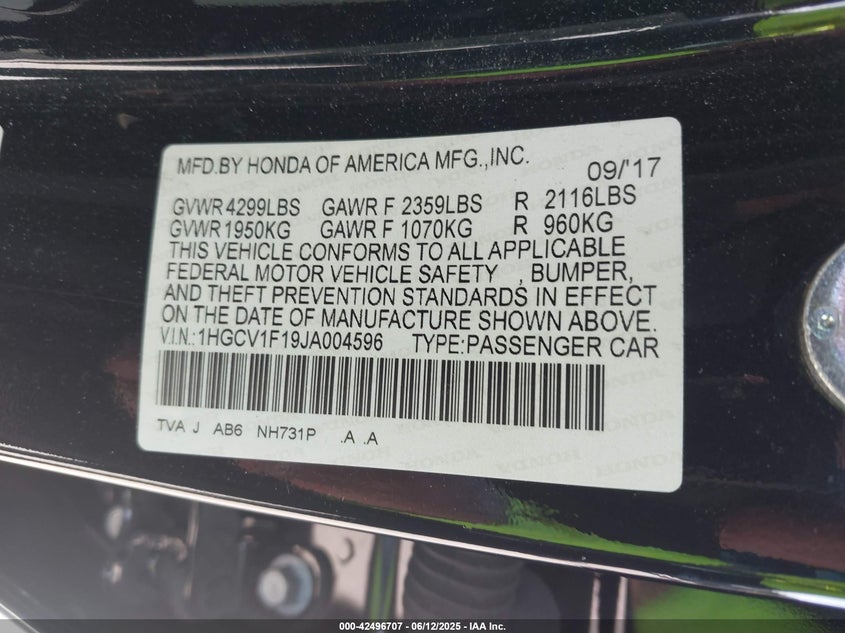 MFD.BY HONDA OF AMERICA MFG.,INC.
09/'17
GVWR 4299LBS GAWR F 2359LBS R 2116LBS
GVWR 1950KG GAWR F 1070KG R 960KG
THIS VEHICLE CONFORMS TO ALL APPLICABLE
FEDERAL MOTOR VEHICLE SAFETY , BUMPER,
AND THEFT PREVENTION STANDARDS IN EFFECT
ON THE DATE OF MANUFACTURE SHOWN ABOVE.
V.I.N.:1HGCV1F19JA004596 TYPE:PASSENGER CAR
TVA J AB6 NH731P .A .A
000-42496707 - 06/12/2025 - IAA Inc.